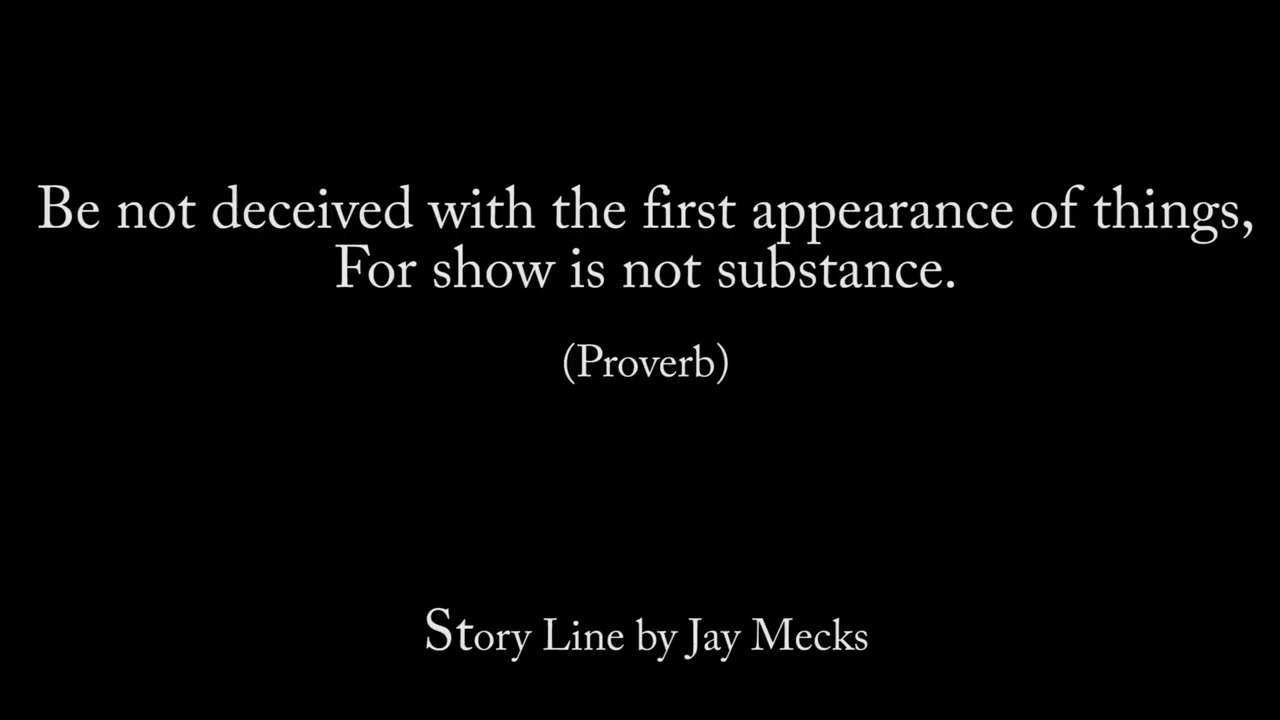 Be not deceived with the first appearance of things,
For show is not substance.
(Proverb)
Story Line by Jay Mecks